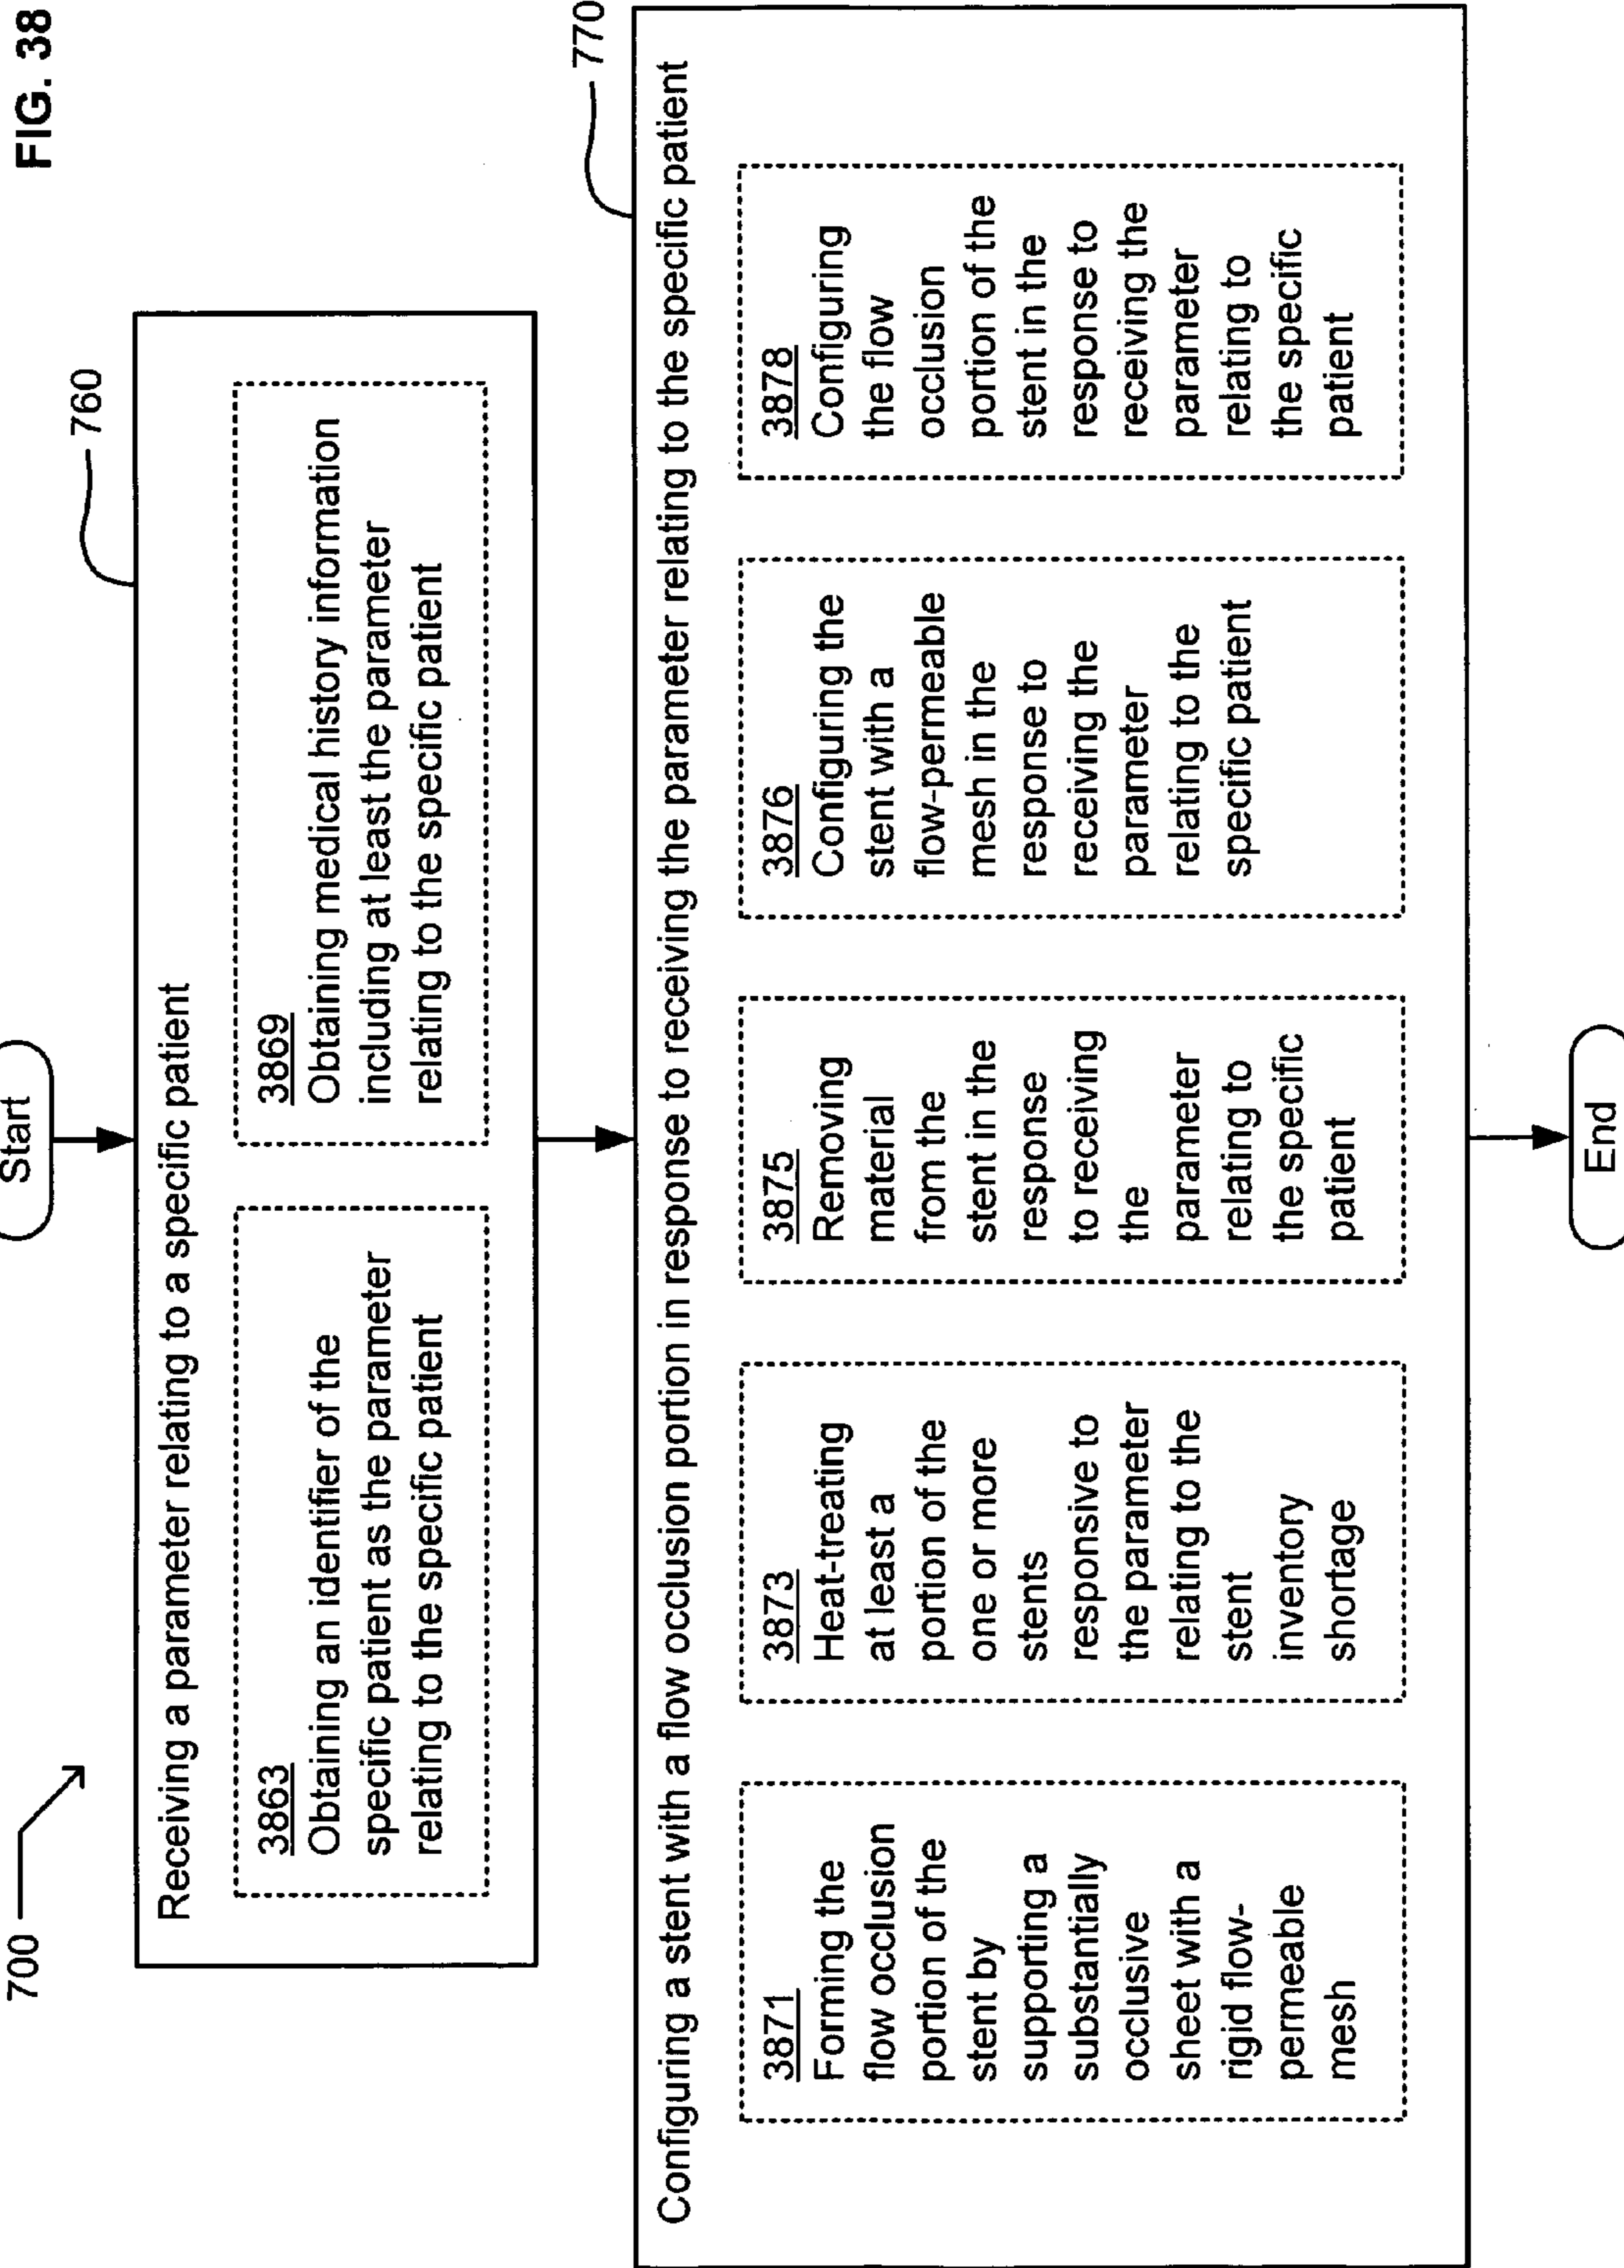 FIG. 38
700
Start
760
Receiving a parameter relating to a specific patient
3863
Obtaining an identifier of the
specific patient as the parameter
relating to the specific patient
3869
Obtaining medical history information
including at least the parameter
relating to the specific patient
770
Configuring a stent with a flow occlusion portion in response to receiving the parameter relating to the specific patient
3871
Forming the
flow occlusion
portion of the
stent by
supporting a
substantially
occlusive
sheet with a
rigid flow-
permeable
mesh
3873
Heat-treating
at least a
portion of the
one or more
stents
responsive to
the parameter
relating to the
stent
inventory
shortage
3875
Removing
material
from the
stent in the
response
to receiving
the
parameter
relating to
the specific
patient
3876
Configuring the
stent with a
flow-permeable
mesh in the
response to
receiving the
parameter
relating to the
specific patient
3878
Configuring
the flow
occlusion
portion of the
stent in the
response to
receiving the
parameter
relating to
the specific
patient
End